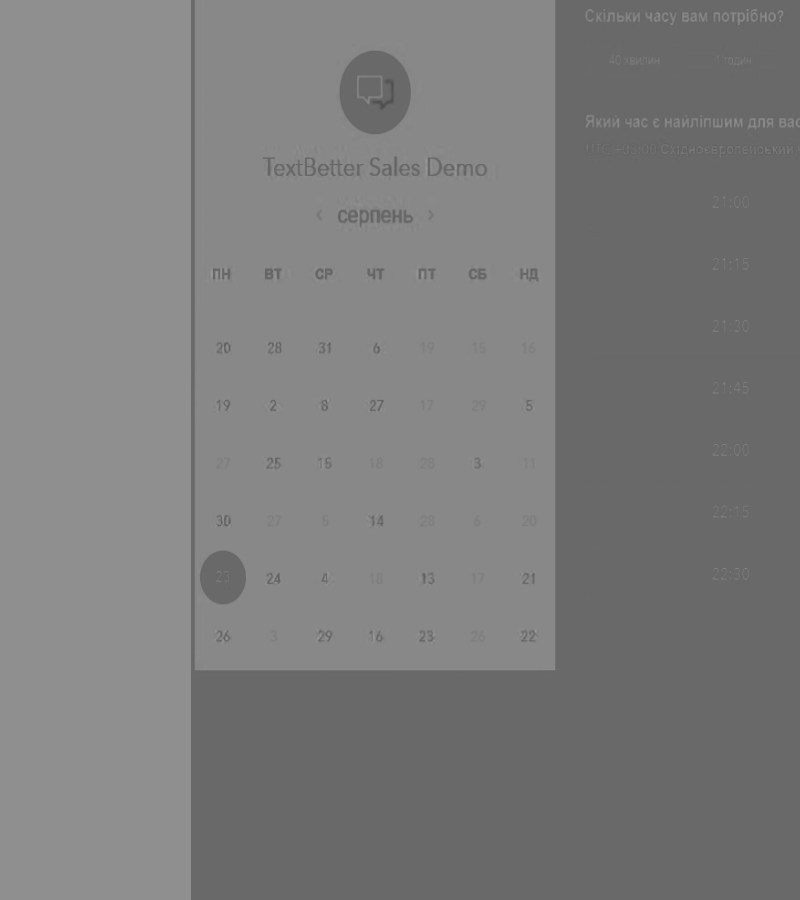 TextBetter Sales Demo
‹ серпень ›
ПН ВТ СР ЧТ ПТ СБ НД
20 28 31 6 19 15 16
19 2 8 27 17 29 5
27 25 15 18 28 3 11
30 27 5 14 28 6 20
23 24 4 18 13 17 21
26 3 29 16 23 26 22
Скільки часу вам потрібно?
40 хвилин 1 годин
Який час є найліпшим для вас
Східноєвропейський
21:00
21:15
21:30
21:45
22:00
22:15
22:30